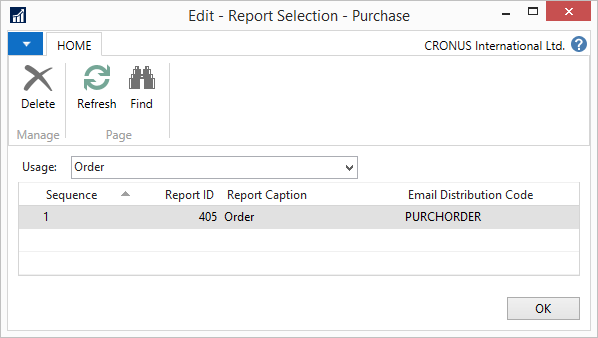 Edit - Report Selection - Purchase
HOME
CRONUS International Ltd. ?
Delete Refresh Find
Manage Page
Usage: Order
Sequence Report ID Report Caption Email Distribution Code
1 405 Order PURCHORDER
OK